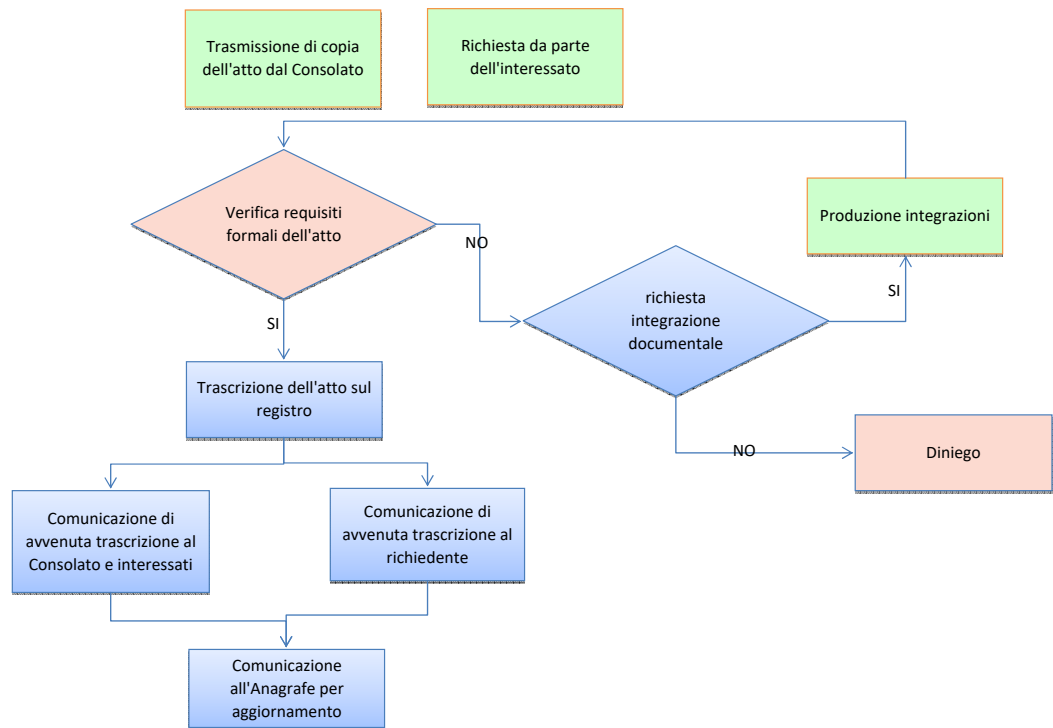 Trasmissione di copia
dell'atto dal Consolato
Richiesta da parte
dell'interessato
Verifica requisiti
formali dell'atto
NO
Produzione integrazioni
SI
richiesta
integrazione
documentale
SI
Trascrizione dell'atto sul
registro
NO
Diniego
Comunicazione di
avvenuta trascrizione al
Consolato e interessati
Comunicazione di
avvenuta trascrizione al
richiedente
Comunicazione
all'Anagrafe per
aggiornamento